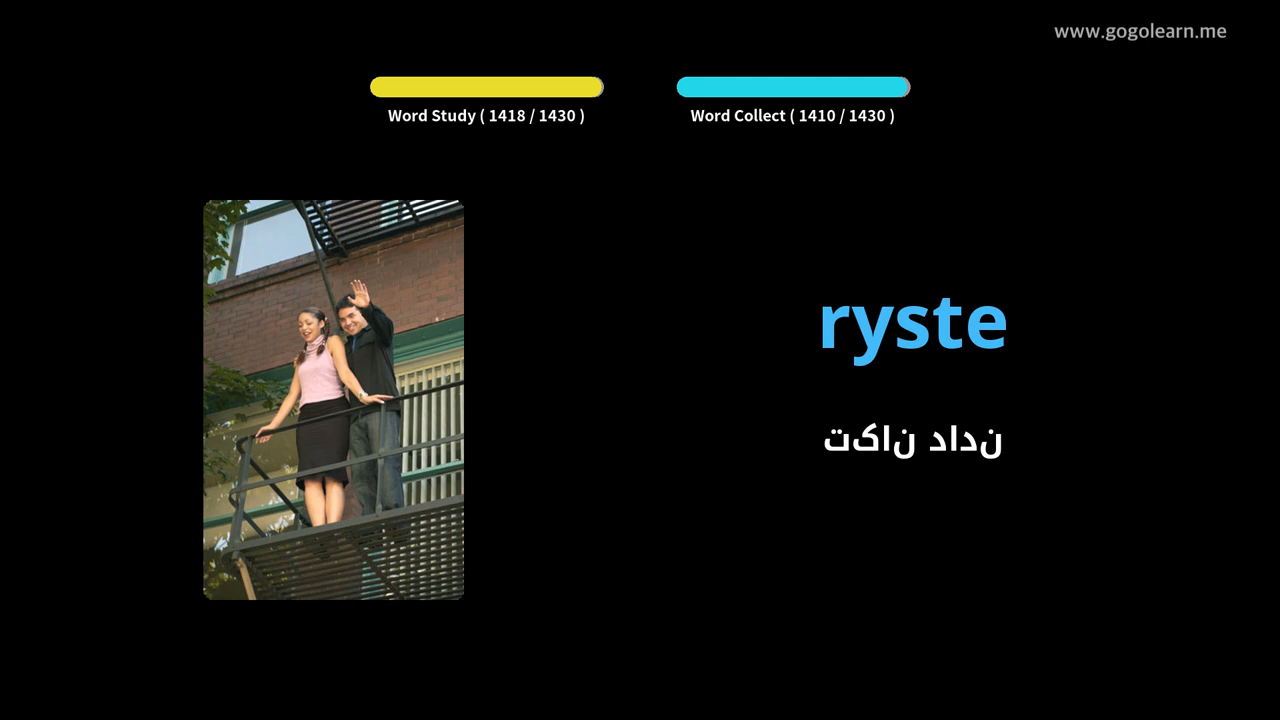 www.gogolearn.me
Word Study ( 1418 / 1430 )
Word Collect ( 1410 / 1430 )
ryste
تکان دادن